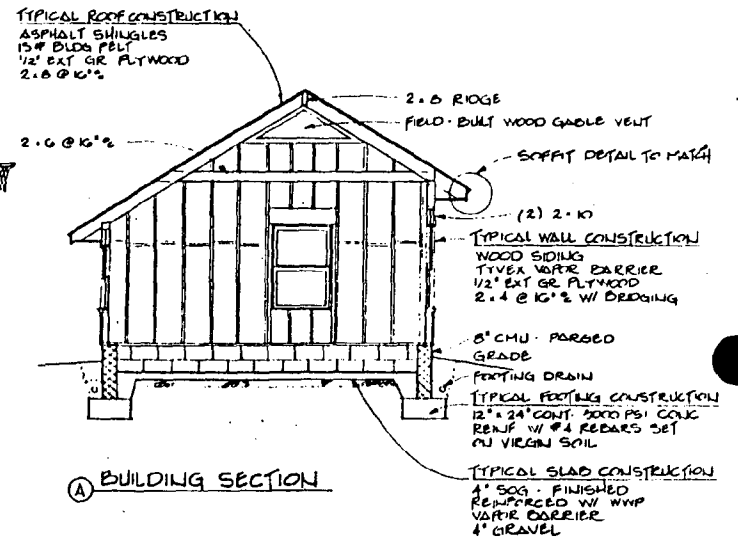 TYPICAL ROOF CONSTRUCTION
ASPHALT SHINGLES
15# BLDG FELT
1/2" EXT GR PLYWOOD
2×8 @ 16"%
2×8 RIDGE
FIELD-BUILT WOOD GABLE VENT
2×6 @ 16"%
SOFFIT DETAIL TO MATCH
(2) 2×10
TYPICAL WALL CONSTRUCTION
WOOD SIDING
TYVEX VAPOR BARRIER
1/2" EXT GR PLYWOOD
2×4 @ 16"% W/ BRIDGING
8" CMU - PARGED
GRADE
FOOTING DRAIN
TYPICAL FOOTING CONSTRUCTION
12" × 24" CONT. 3000 PSI CONC
REINF W/ #4 REBARS SET
ON VIRGIN SOIL
A BUILDING SECTION
TYPICAL SLAB CONSTRUCTION
4" SOG - FINISHED
REINFORCED W/ WWF
VAPOR BARRIER
4" GRAVEL